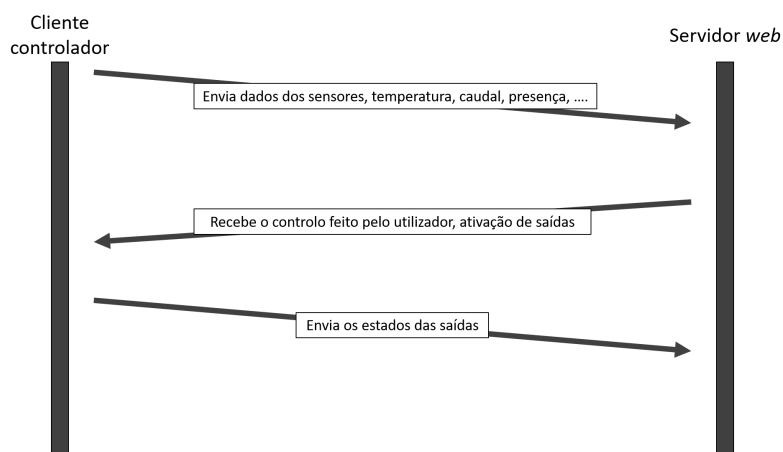 Cliente
controlador
Servidor web
Envia dados dos sensores, temperatura, caudal, presença, ....
Recebe o controlo feito pelo utilizador, ativação de saídas
Envia os estados das saídas